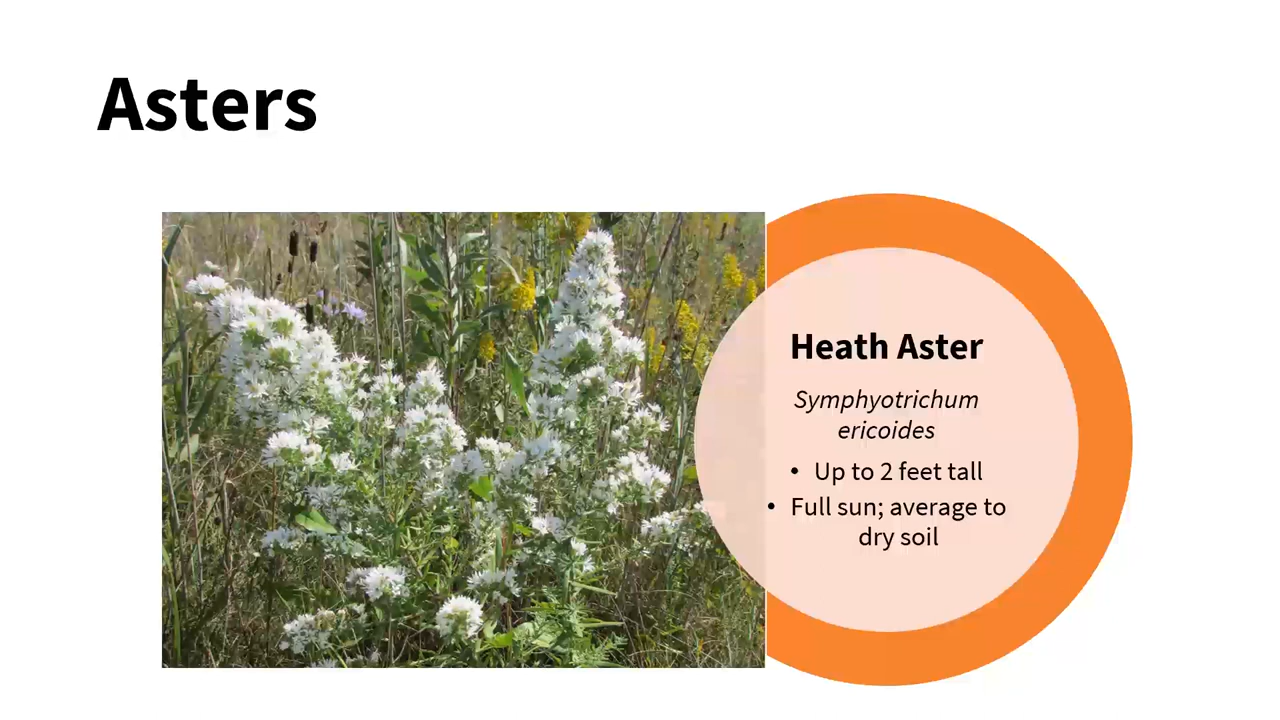 Asters
Heath Aster
Symphyotrichum
ericoides
• Up to 2 feet tall
• Full sun; average to
dry soil